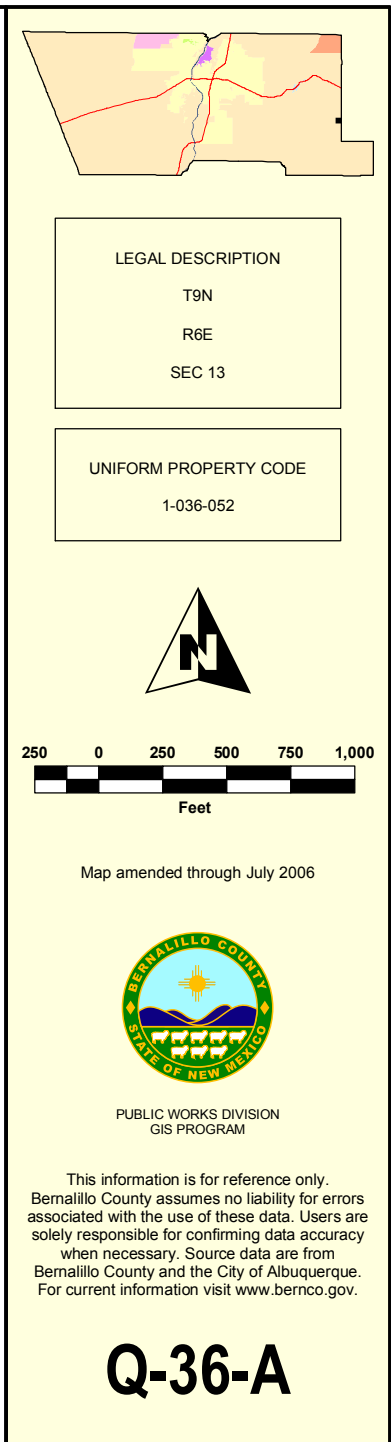 LEGAL DESCRIPTION
T9N
R6E
SEC 13
UNIFORM PROPERTY CODE
1-036-052
N
250 0 250 500 750 1,000
Feet
Map amended through July 2006
BERNALILLO COUNTY
STATE OF NEW MEXICO
PUBLIC WORKS DIVISION
GIS PROGRAM
This information is for reference only.
Bernalillo County assumes no liability for errors
associated with the use of these data. Users are
solely responsible for confirming data accuracy
when necessary. Source data are from
Bernalillo County and the City of Albuquerque.
For current information visit www.bernco.gov.
Q-36-A